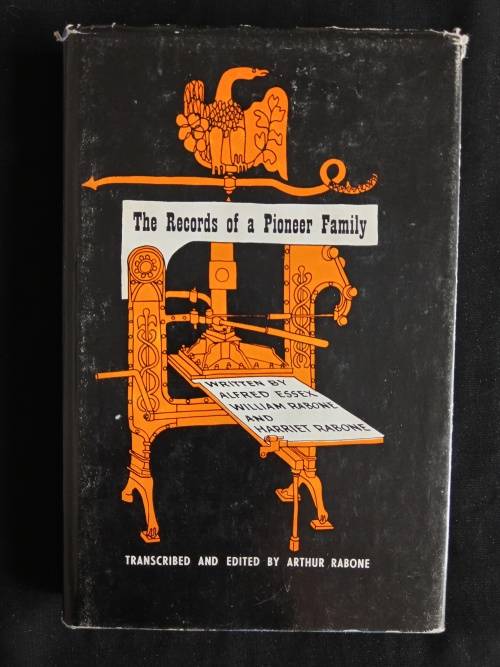 The Records of a Pioneer Family
WRITTEN BY
ALFRED ESSEX
WILLIAM RABONE
AND
HARRIET RABONE
TRANSCRIBED AND EDITED BY ARTHUR RABONE